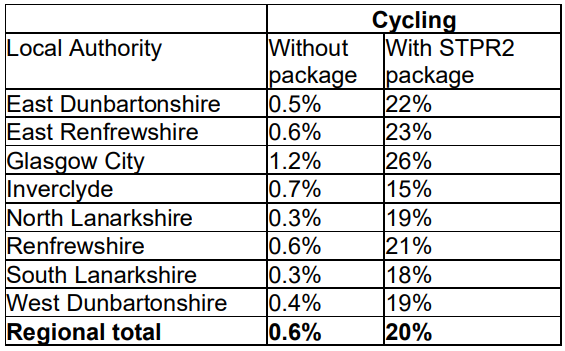 Cycling
Local Authority Without package With STPR2 package
East Dunbartonshire 0.5% 22%
East Renfrewshire 0.6% 23%
Glasgow City 1.2% 26%
Inverclyde 0.7% 15%
North Lanarkshire 0.3% 19%
Renfrewshire 0.6% 21%
South Lanarkshire 0.3% 18%
West Dunbartonshire 0.4% 19%
Regional total 0.6% 20%